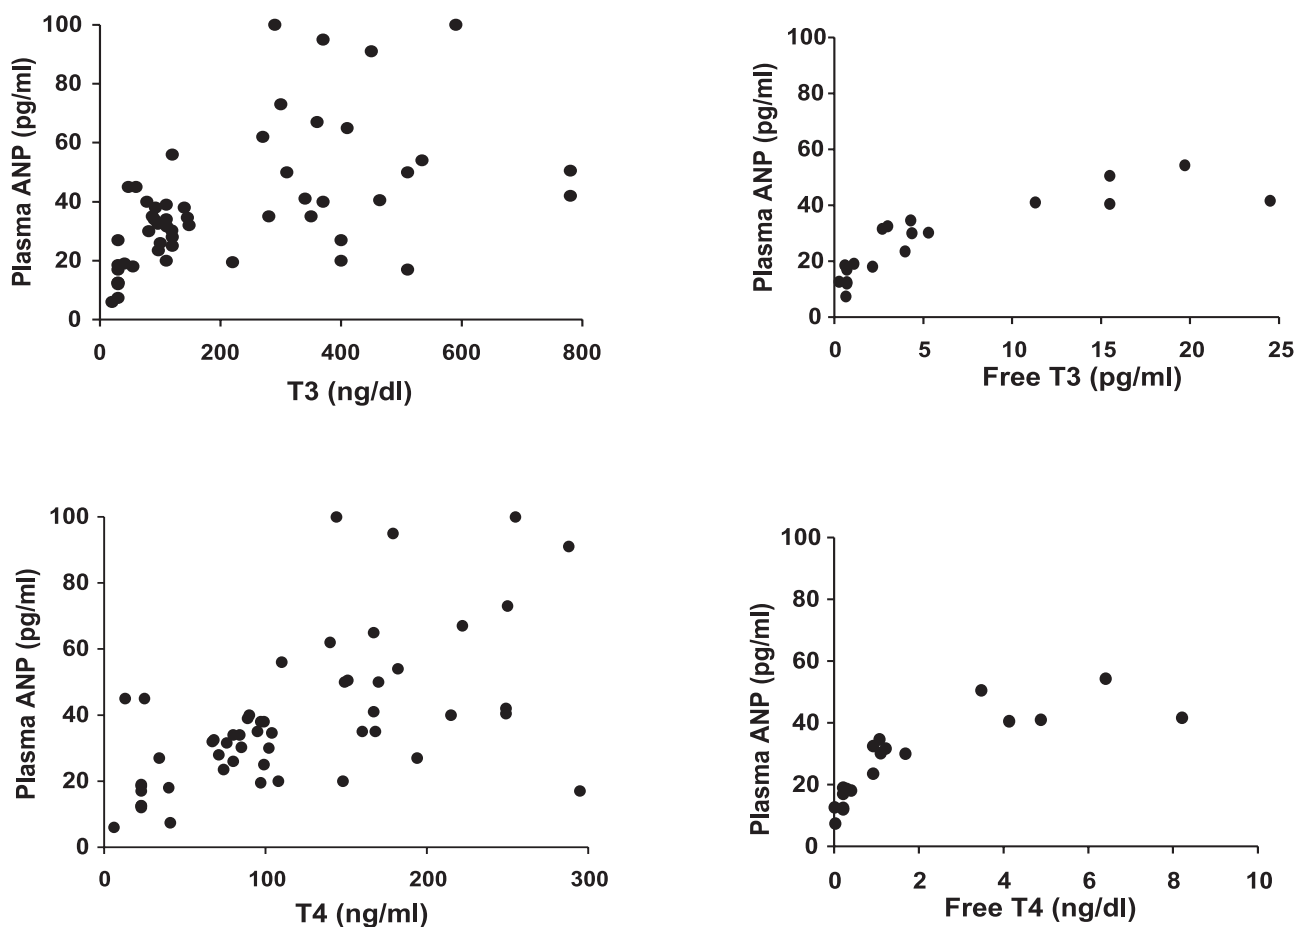 100
80
60
40
20
0
Plasma ANP (pg/ml)
0 200 400 600 800
T3 (ng/dl)
100
80
60
40
20
0
Plasma ANP (pg/ml)
0 5 10 15 20 25
Free T3 (pg/ml)
100
80
60
40
20
0
Plasma ANP (pg/ml)
0 100 200 300
T4 (ng/ml)
100
80
60
40
20
0
Plasma ANP (pg/ml)
0 2 4 6 8 10
Free T4 (ng/dl)